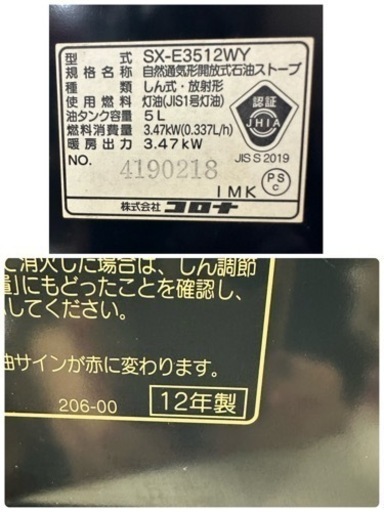 型　　　式 SX-E3512WY
規 格 名 称 自然通気形開放式石油ストーブ
種　　　類 しん式・放射形
使 用 燃 料 灯油(JIS1号灯油)
油タンク容量 5L
燃料消費量 3.47kW(0.337L/h)
暖 房 出 力 3.47kW
認証
JHIA
JIS S 2019
NO. 4190218
1MK
PS
C
株式会社 コロナ
で消火した場合は、しん調節
置」にもどったことを確認し、
してください。
油サインが赤に変わります。
206-00 12年製